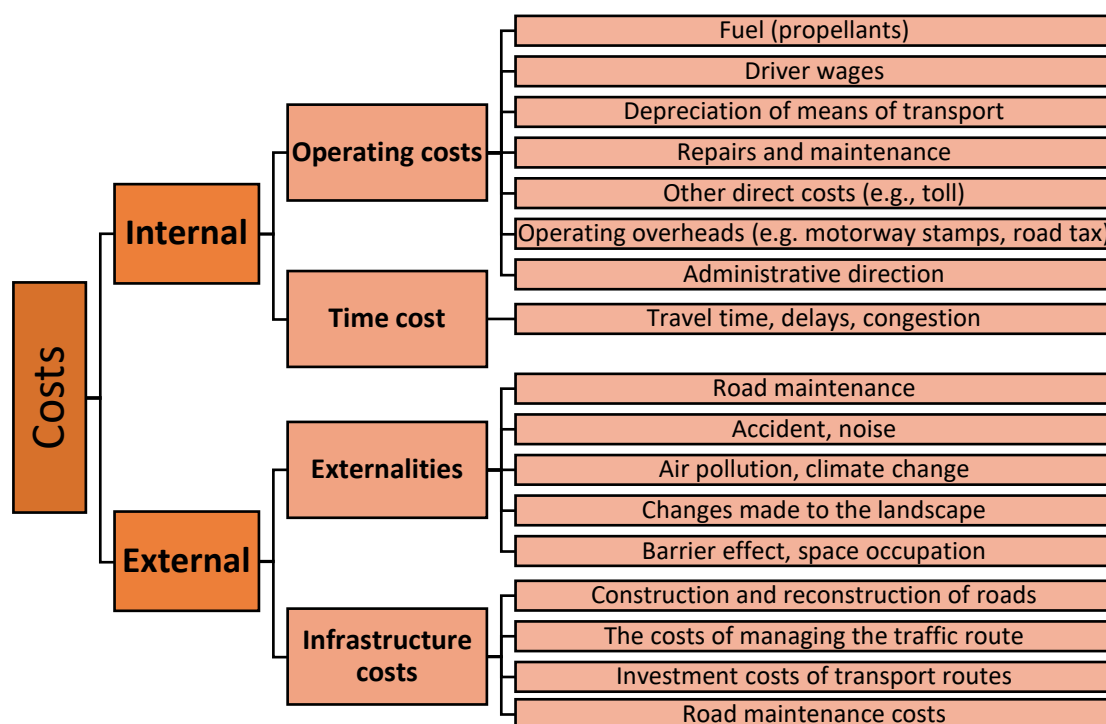 Costs
Internal
Operating costs
Fuel (propellants)
Driver wages
Depreciation of means of transport
Repairs and maintenance
Other direct costs (e.g., toll)
Operating overheads (e.g. motorway stamps, road tax)
Administrative direction
Time cost
Travel time, delays, congestion
External
Externalities
Road maintenance
Accident, noise
Air pollution, climate change
Changes made to the landscape
Barrier effect, space occupation
Infrastructure
costs
Construction and reconstruction of roads
The costs of managing the traffic route
Investment costs of transport routes
Road maintenance costs